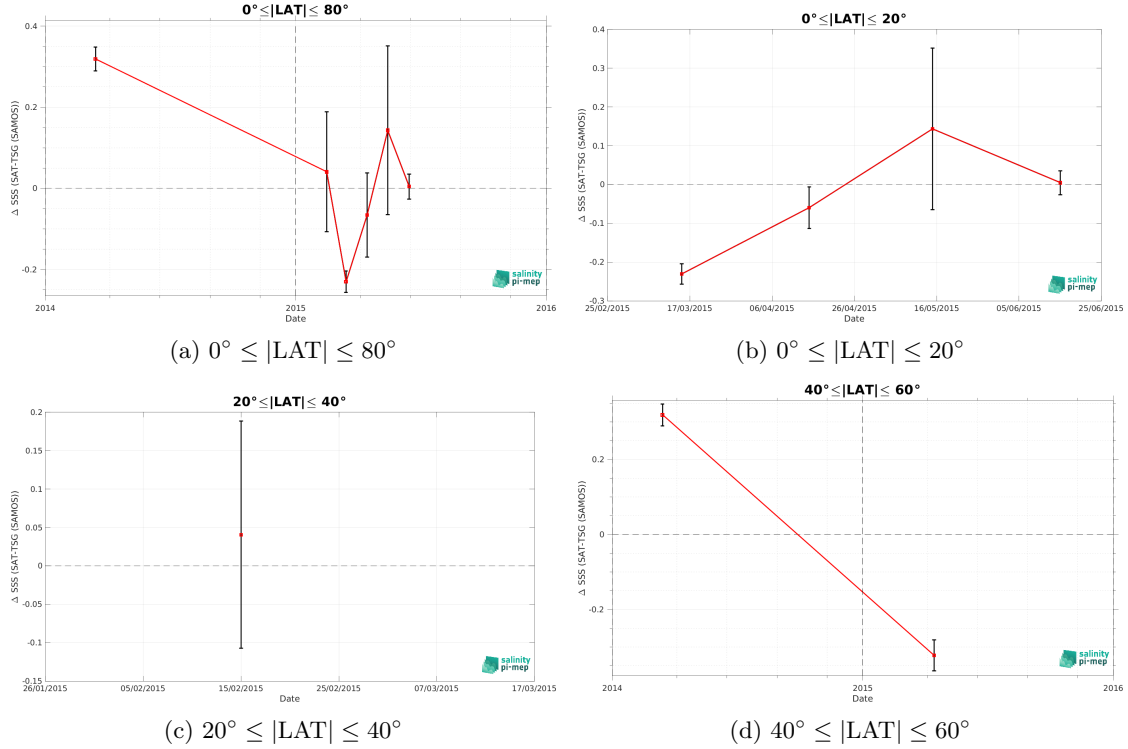 0°≤|LAT|≤ 80°
Δ SSS (SAT-TSG (SAMOS))
0.4
0.2
0
-0.2
2014
2015
2016
Date
salinity
pi-mep
(a) 0° ≤ |LAT| ≤ 80°
0°≤|LAT|≤ 20°
Δ SSS (SAT-TSG (SAMOS))
0.4
0.3
0.2
0.1
0
-0.1
-0.2
-0.3
25/02/2015
17/03/2015
06/04/2015
26/04/2015
16/05/2015
05/06/2015
25/06/2015
Date
salinity
pi-mep
(b) 0° ≤ |LAT| ≤ 20°
20°≤|LAT|≤ 40°
Δ SSS (SAT-TSG (SAMOS))
0.2
0.15
0.1
0.05
0
-0.05
-0.1
-0.15
26/01/2015
05/02/2015
15/02/2015
25/02/2015
07/03/2015
17/03/2015
Date
salinity
pi-mep
(c) 20° ≤ |LAT| ≤ 40°
40°≤|LAT|≤ 60°
Δ SSS (SAT-TSG (SAMOS))
0.2
0
-0.2
2014
2015
2016
Date
salinity
pi-mep
(d) 40° ≤ |LAT| ≤ 60°